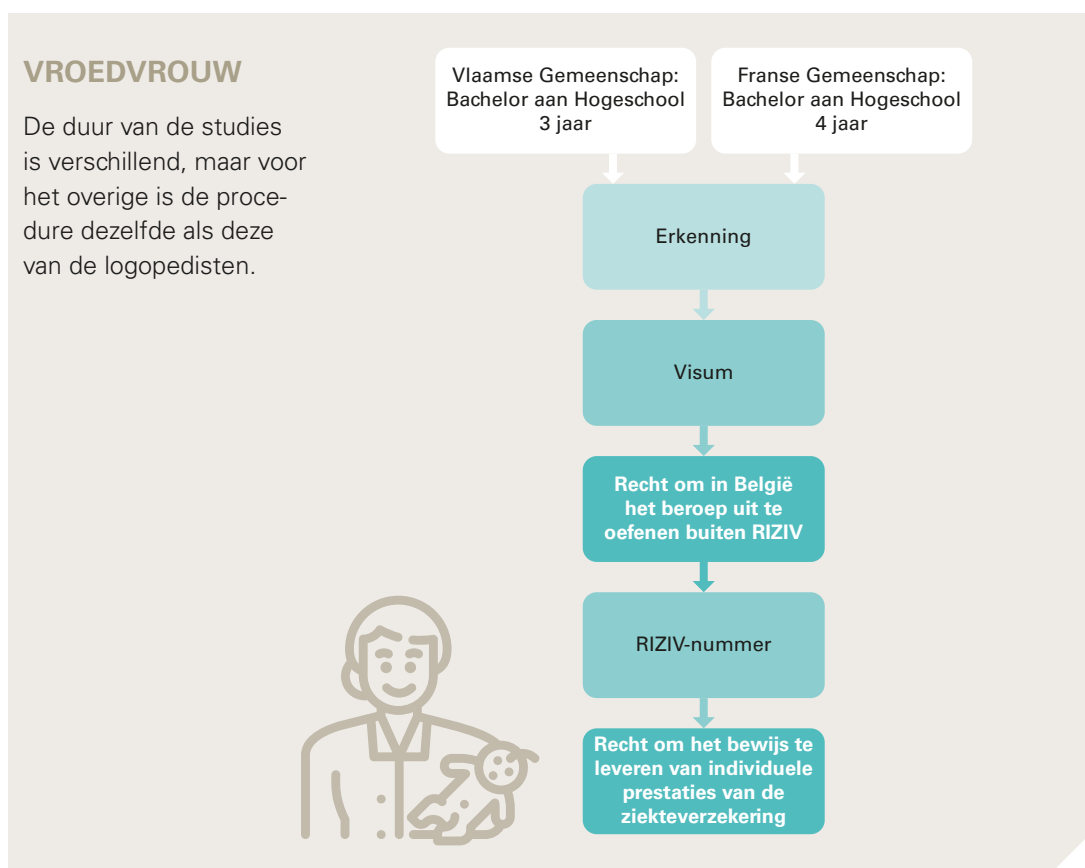 VROEDVROUW
De duur van de studies
is verschillend, maar voor
het overige is de proce-
dure dezelfde als deze
van de logopedisten.
Vlaamse Gemeenschap:
Bachelor aan Hogeschool
3 jaar
Franse Gemeenschap:
Bachelor aan Hogeschool
4 jaar
Erkenning
Visum
Recht om in België
het beroep uit te
oefenen buiten RIZIV
RIZIV-nummer
Recht om het bewijs te
leveren van individuele
prestaties van de
ziekteverzekering